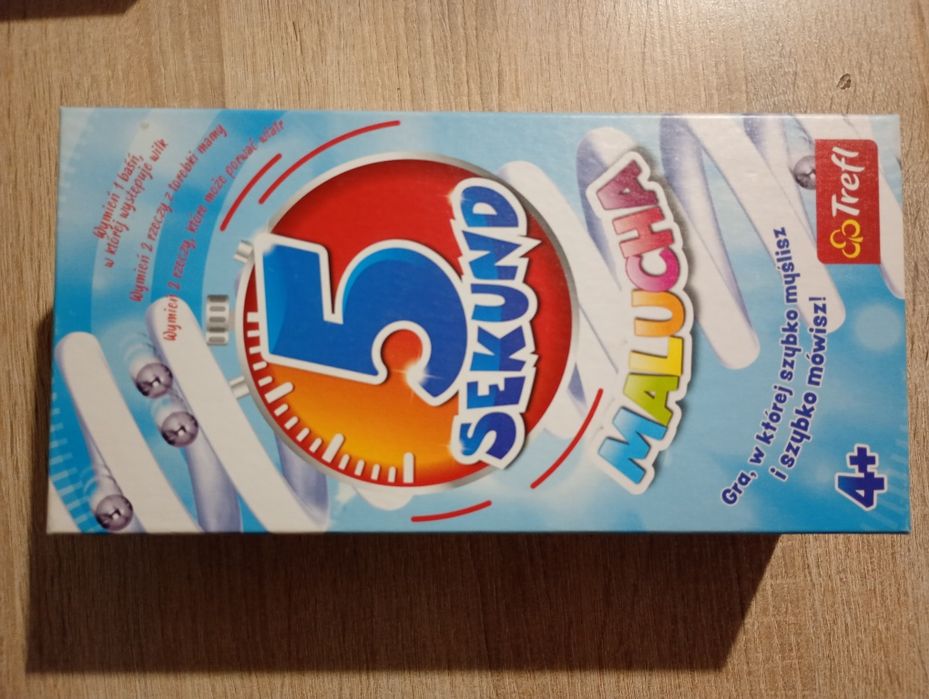 Wymień 1 baśń,
w której występuje wilk
Wymień 2 rzeczy z torebki mamy
Wymień 2 rzeczy, które może porwać wiatr
5
SEKUND
MALUCHA
Gra, w której szybko myślisz
i szybko mówisz!
4+
Trefl